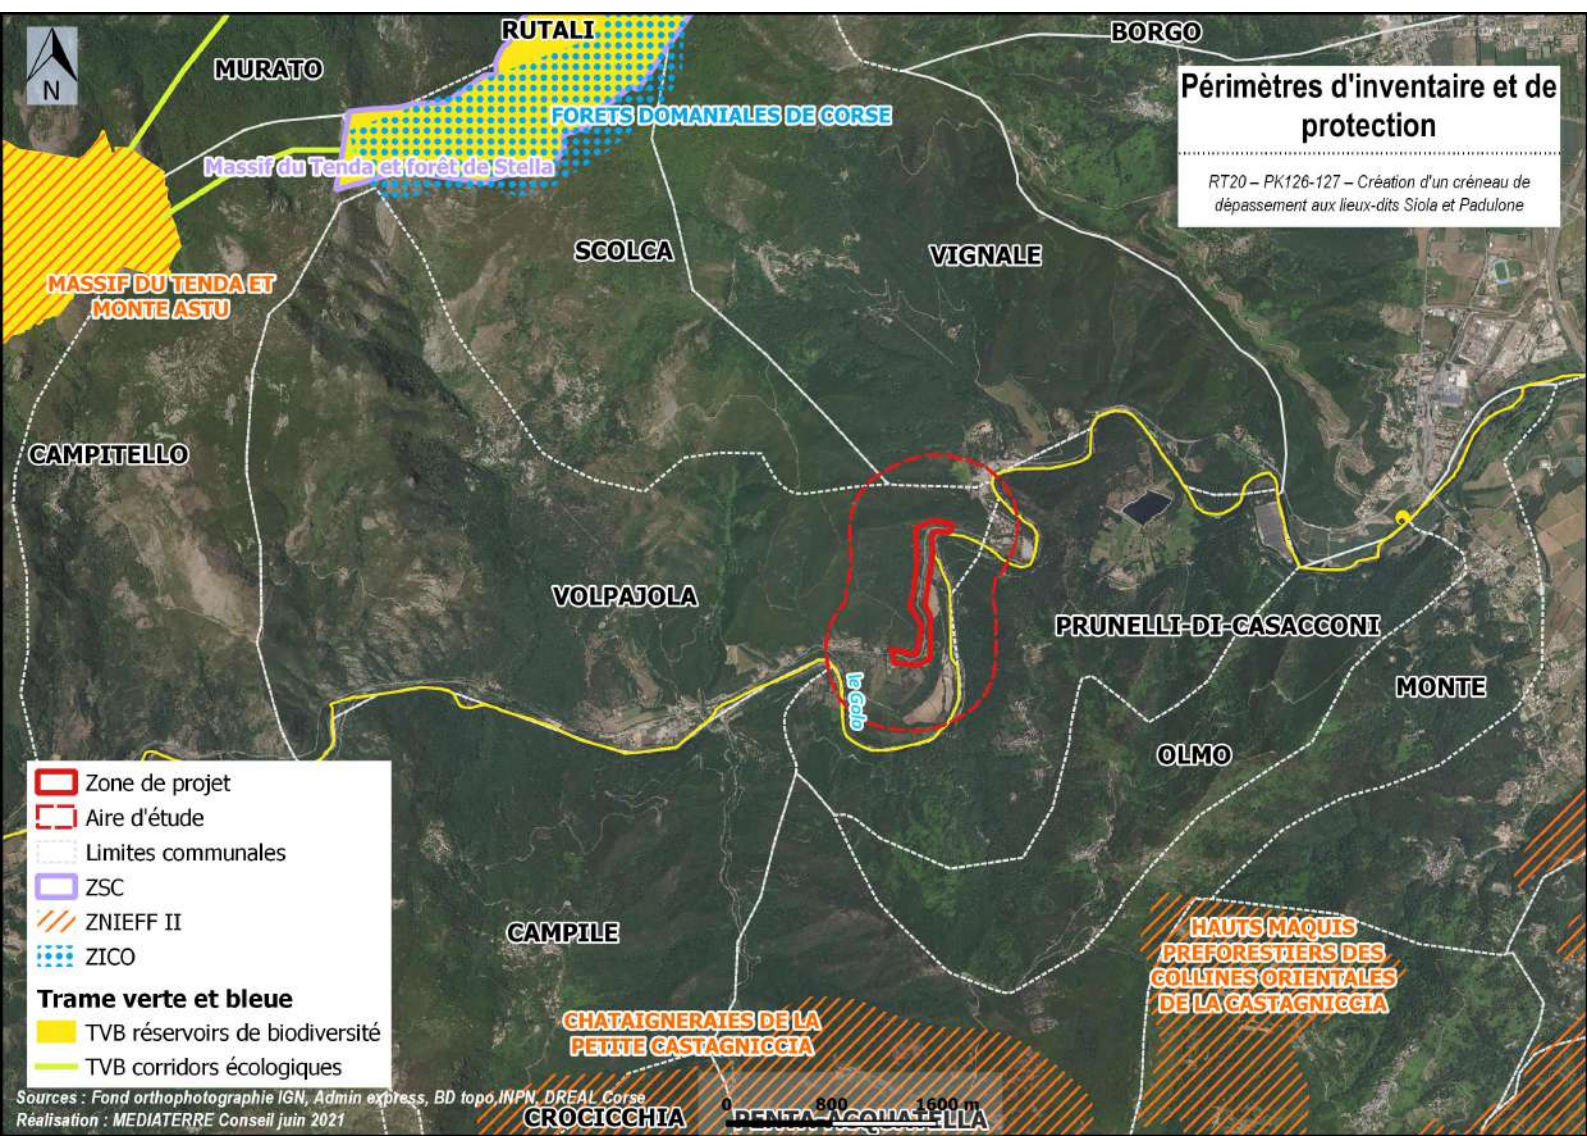 RUTALI
BORGO
MURATO
N
Périmètres d'inventaire et de
protection
RT20 – PK126-127 – Création d'un créneau de
dépassement aux lieux-dits Siola et Padulone
FORETS DOMANIALES DE CORSE
Massif du Tenda et forêt de Stella
SCOLCA
VIGNALE
MASSIF DU TENDA ET
MONTE ASTU
CAMPITELLO
VOLPAJOLA
PRUNELLI-DI-CASACCONI
MONTE
le Golo
OLMO
Zone de projet
Aire d'étude
Limites communales
ZSC
ZNIEFF II
ZICO
Trame verte et bleue
TVB réservoirs de biodiversité
TVB corridors écologiques
CAMPILE
HAUTS MAQUIS
PREFORESTIERS DES
COLLINES ORIENTALES
DE LA CASTAGNICCIA
CHATAIGNERAIES DE LA
PETITE CASTAGNICCIA
Sources : Fond orthophotographie IGN, Admin express, BD topo,INPN, DREAL Corse
Réalisation : MEDIATERRE Conseil juin 2021
CROCICCHIA
0 800 1600 m
PENTA-ACQUATELLA